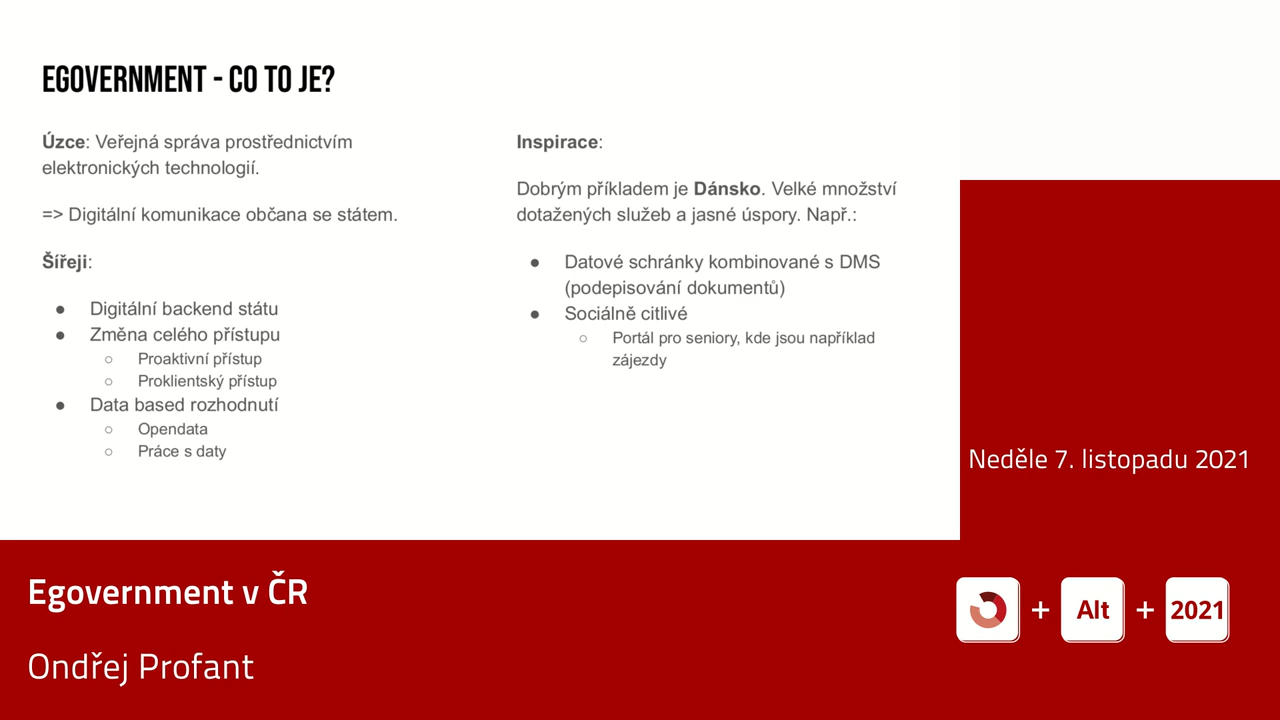 EGOVERNMENT - CO TO JE?
Úzce: Veřejná správa prostřednictvím
elektronických technologií.
=> Digitální komunikace občana se státem.
Šířeji:
● Digitální backend státu
● Změna celého přístupu
○ Proaktivní přístup
○ Proklientský přístup
● Data based rozhodnutí
○ Opendata
○ Práce s daty
Inspirace:
Dobrým příkladem je Dánsko. Velké množství
dotažených služeb a jasné úspory. Např.:
● Datové schránky kombinované s DMS
(podepisování dokumentů)
● Sociálně citlivé
○ Portál pro seniory, kde jsou například
zájezdy
Neděle 7. listopadu 2021
Egovernment v ČR
Ondřej Profant
+ Alt + 2021